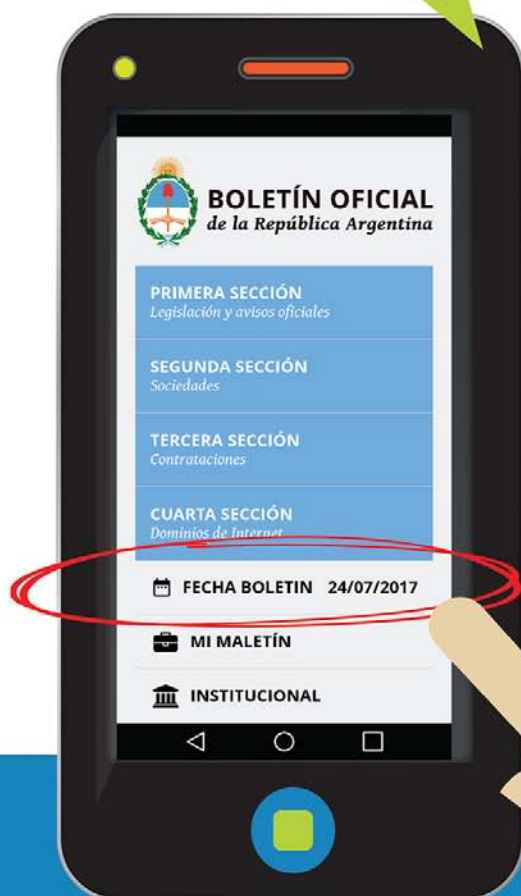 BOLETÍN OFICIAL
de la República Argentina
PRIMERA SECCIÓN
Legislación y avisos oficiales
SEGUNDA SECCIÓN
Sociedades
TERCERA SECCIÓN
Contrataciones
CUARTA SECCIÓN
Dominios de Internet
FECHA BOLETIN 24/07/2017
MI MALETÍN
INSTITUCIONAL